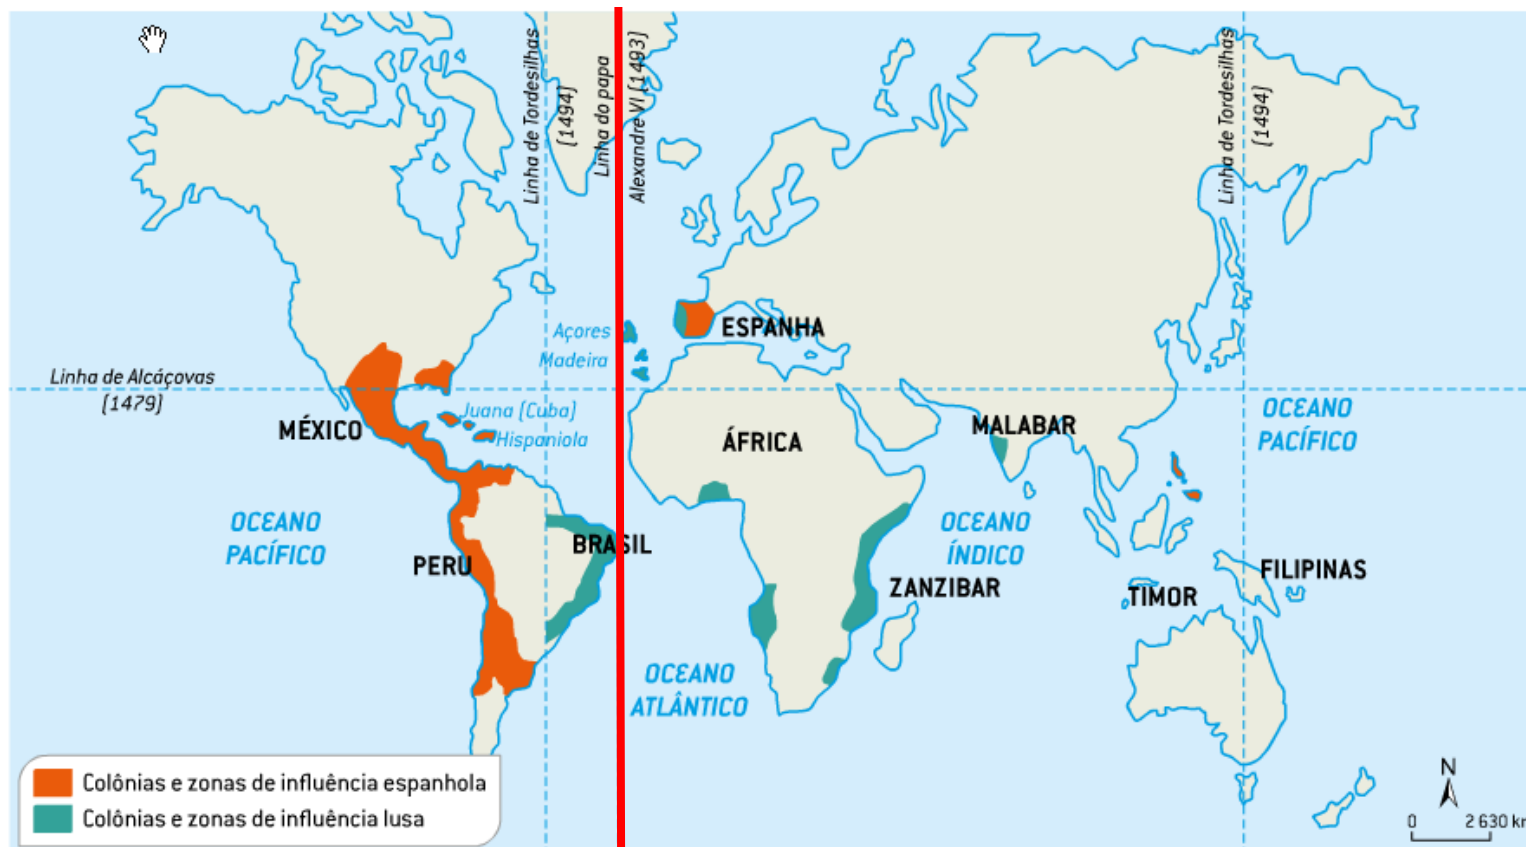 Linha de Tordesilhas
[1494]
Linha do papa
Alexandre VI [1493]
Linha de Tordesilhas
[1494]
ESPANHA
Açores
Madeira
Linha de Alcáçovas
[1479]
MÉXICO
Juana [Cuba]
Hispaniola
ÁFRICA
MALABAR
OCEANO
PACÍFICO
OCEANO
PACÍFICO
PERU
BRASIL
OCEANO
ÍNDICO
ZANZIBAR
TIMOR
FILIPINAS
OCEANO
ATLÂNTICO
Colônias e zonas de influência espanhola
Colônias e zonas de influência lusa
N
0 2 630 km